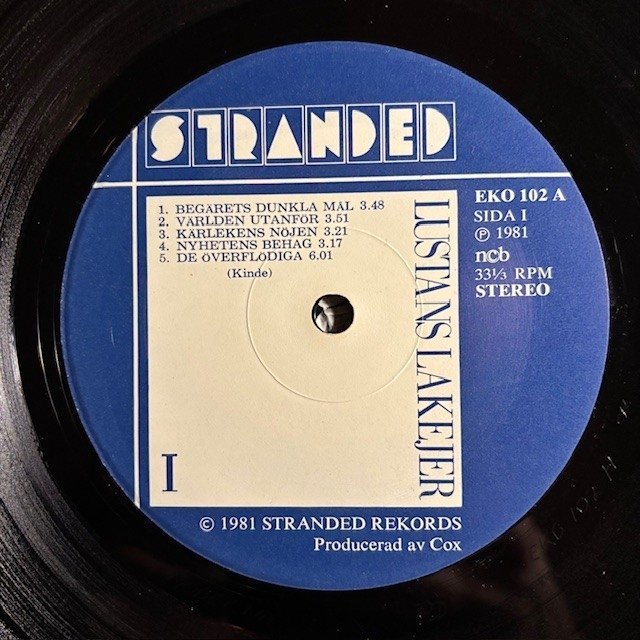 STRANDED
1. BEGÄRETS DUNKLA MÅL 3.48
2. VÄRLDEN UTANFÖR 3.51
3. KÄRLEKENS NÖJEN 3.21
4. NYHETENS BEHAG 3.17
5. DE ÖVERFLÖDIGA 6.01
(Kinde)
LUSTANS LAKEJER
EKO 102 A
SIDA I
℗ 1981
ncb
33⅓ RPM
STEREO
I
© 1981 STRANDED REKORDS
Producerad av Cox